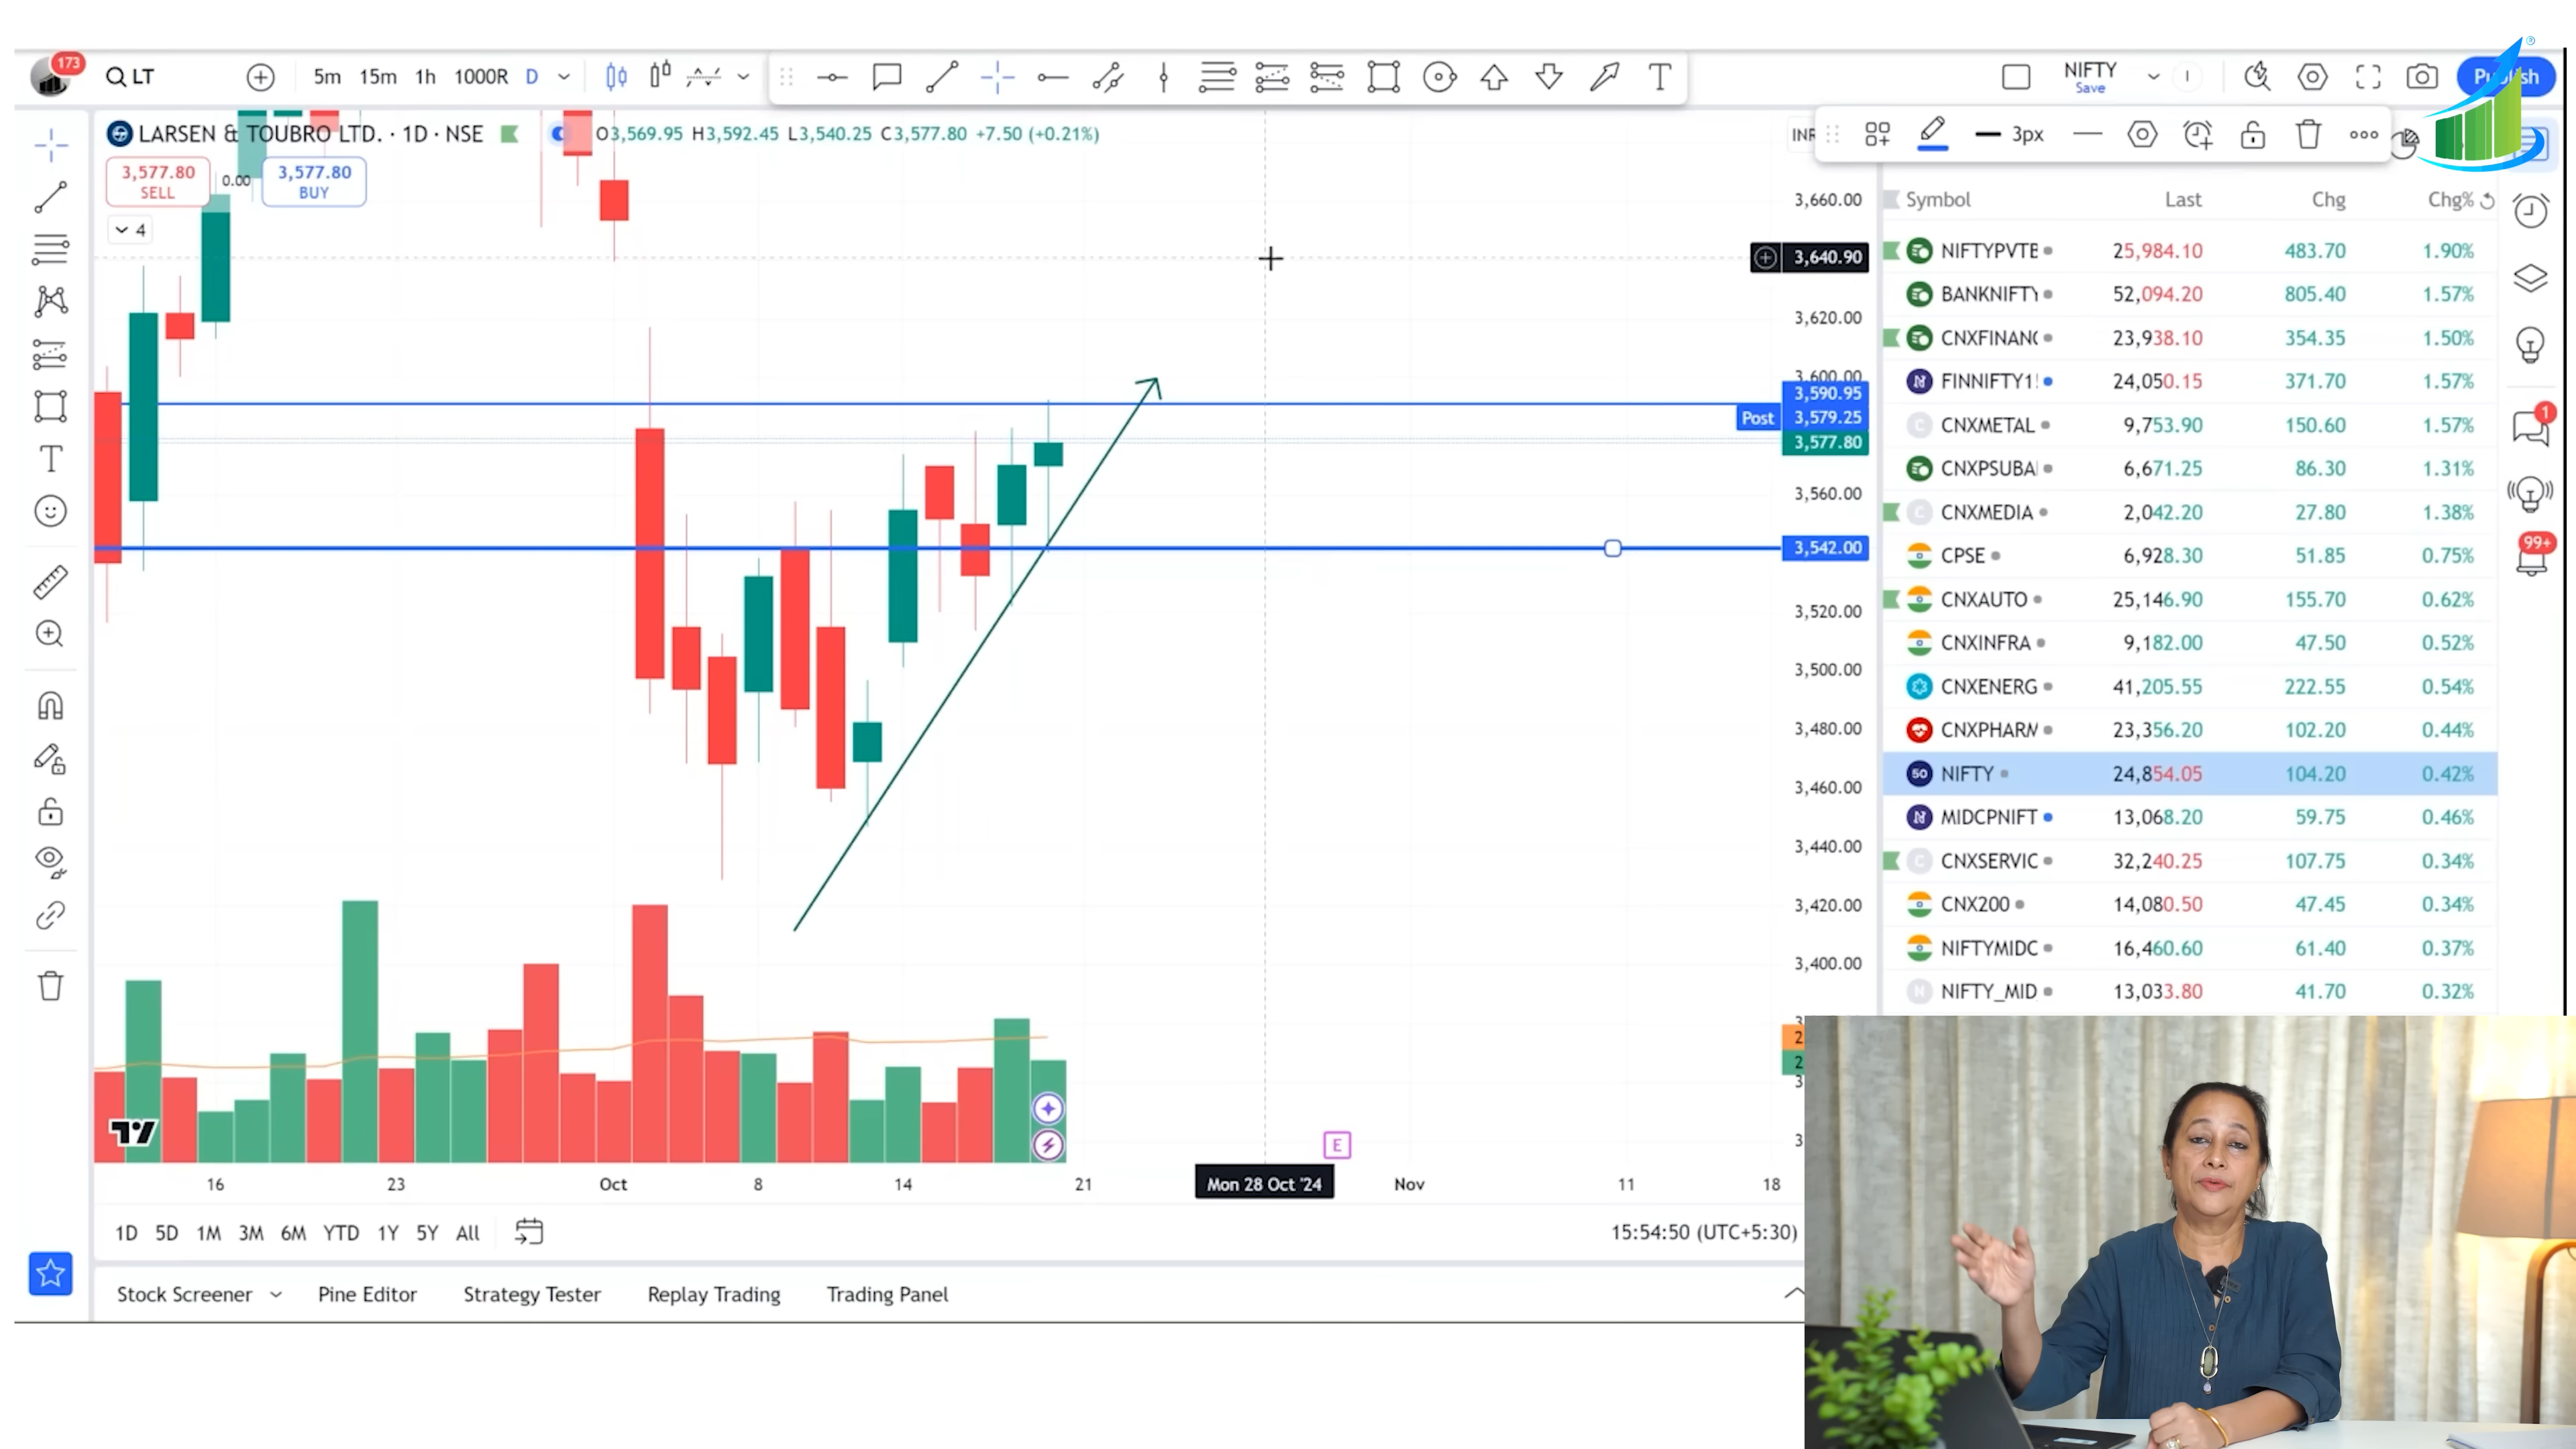 173
LT
5m 15m 1h 1000R D
T
NIFTY
Save
LARSEN & TOUBRO LTD. · 1D · NSE
O3,569.95 H3,592.45 L3,540.25 C3,577.80 +7.50 (+0.21%)
INR
3px
3,577.80
SELL
0.00
3,577.80
BUY
4
3,660.00
3,640.90
3,620.00
3,600.00
3,590.95
Post 3,579.25
3,577.80
3,560.00
3,542.00
3,520.00
3,500.00
3,480.00
3,460.00
3,440.00
3,420.00
3,400.00
Symbol Last Chg Chg%
NIFTYPVTE 25,984.10 483.70 1.90%
BANKNIFTY 52,094.20 805.40 1.57%
CNXFINANC 23,938.10 354.35 1.50%
FINNIFTY1! 24,050.15 371.70 1.57%
CNXMETAL 9,753.90 150.60 1.57%
CNXPSUBA 6,671.25 86.30 1.31%
CNXMEDIA 2,042.20 27.80 1.38%
CPSE 6,928.30 51.85 0.75%
CNXAUTO 25,146.90 155.70 0.62%
CNXINFRA 9,182.00 47.50 0.52%
CNXENERG 41,205.55 222.55 0.54%
CNXPHARM 23,356.20 102.20 0.44%
50 NIFTY 24,854.05 104.20 0.42%
MIDCPNIFT 13,068.20 59.75 0.46%
CNXSERVIC 32,240.25 107.75 0.34%
CNX200 14,080.50 47.45 0.34%
NIFTYMIDC 16,460.60 61.40 0.37%
NIFTY_MID 13,033.80 41.70 0.32%
1
99+
E
16 23 Oct 8 14 21 Mon 28 Oct '24 Nov 11 18
1D 5D 1M 3M 6M YTD 1Y 5Y All
15:54:50 (UTC+5:30)
Stock Screener Pine Editor Strategy Tester Replay Trading Trading Panel